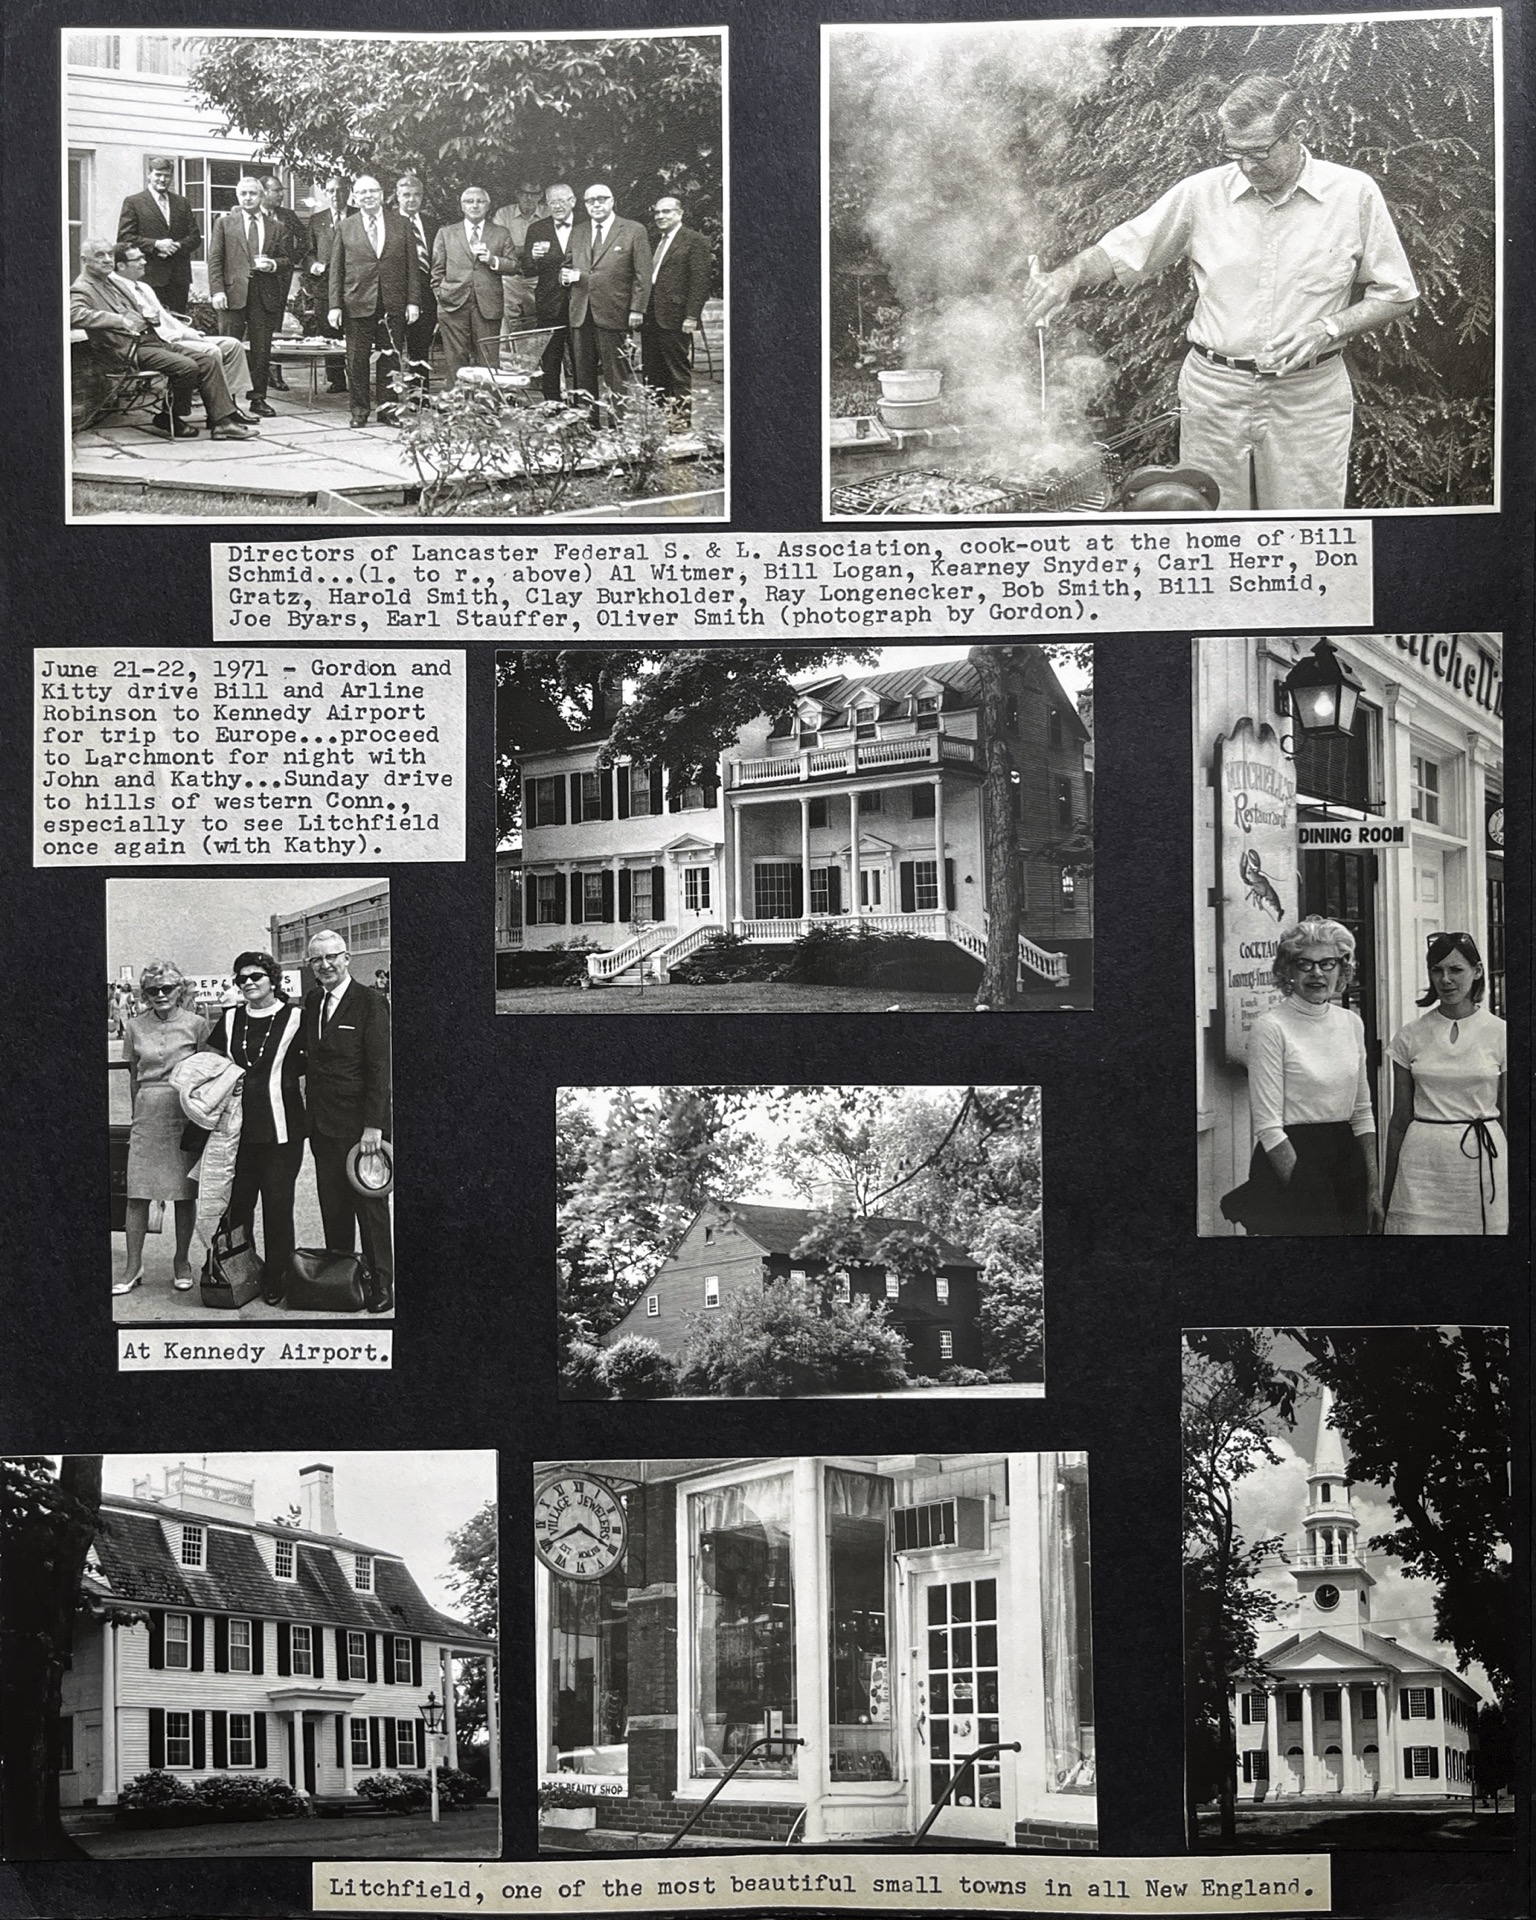 Directors of Lancaster Federal S. & L. Association, cook-out at the home of Bill
Schmid...(l. to r., above) Al Witmer, Bill Logan, Kearney Snyder, Carl Herr, Don
Gratz, Harold Smith, Clay Burkholder, Ray Longenecker, Bob Smith, Bill Schmid,
Joe Byars, Earl Stauffer, Oliver Smith (photograph by Gordon).
June 21-22, 1971 - Gordon and
Kitty drive Bill and Arline
Robinson to Kennedy Airport
for trip to Europe...proceed
to Larchmont for night with
John and Kathy...Sunday drive
to hills of western Conn.,
especially to see Litchfield
once again (with Kathy).
MITCHELL'S
Restaurant
DINING ROOM
COCKTAI
At Kennedy Airport.
VILLAGE JEWELERS
EST
BEAUTY SHOP
Litchfield, one of the most beautiful small towns in all New England.